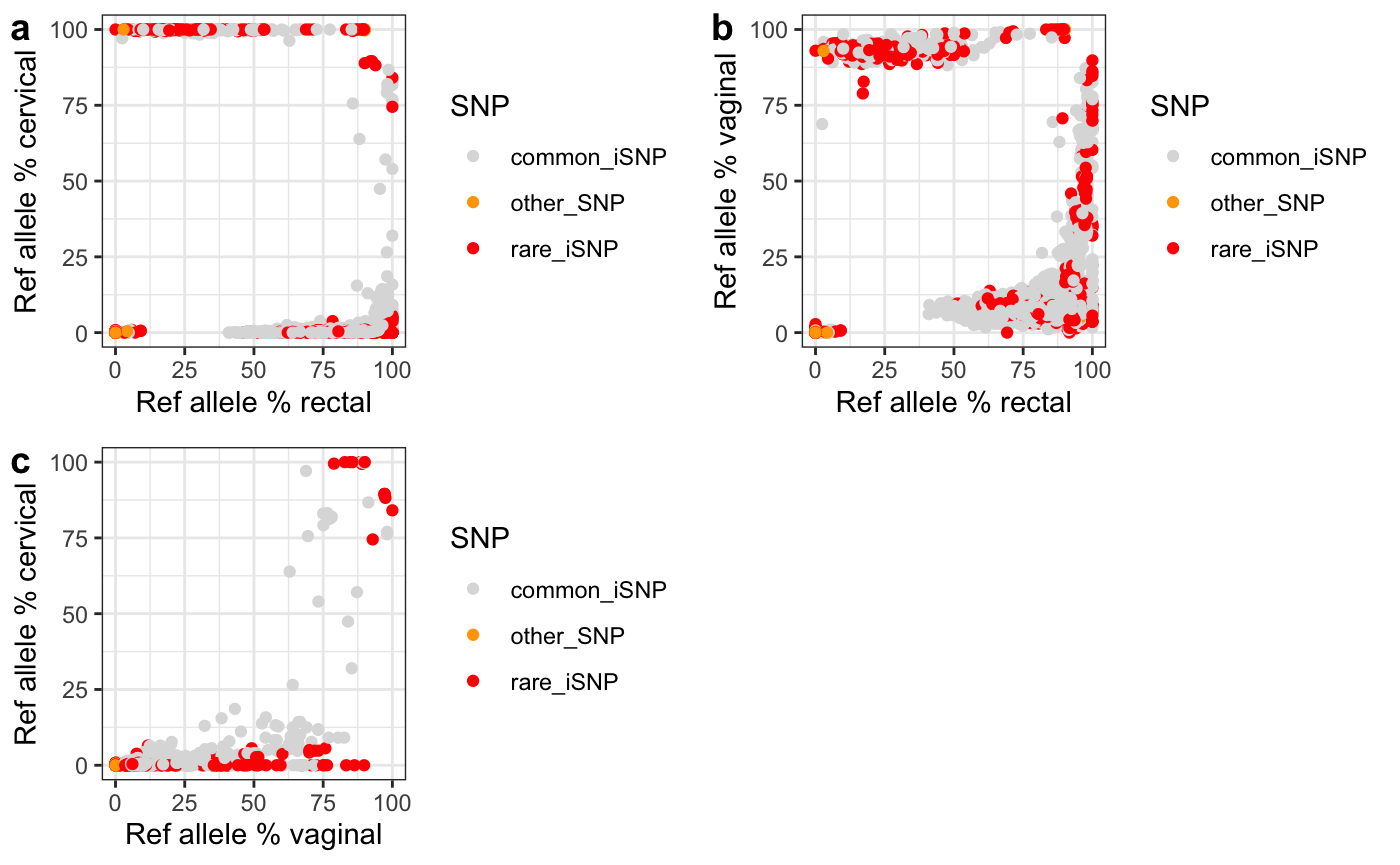 a
Ref allele % cervical
100
75
50
25
0
0 25 50 75 100
Ref allele % rectal
SNP
common_iSNP
other_SNP
rare_iSNP
b
Ref allele % vaginal
100
75
50
25
0
0 25 50 75 100
Ref allele % rectal
SNP
common_iSNP
other_SNP
rare_iSNP
c
Ref allele % cervical
100
75
50
25
0
0 25 50 75 100
Ref allele % vaginal
SNP
common_iSNP
other_SNP
rare_iSNP